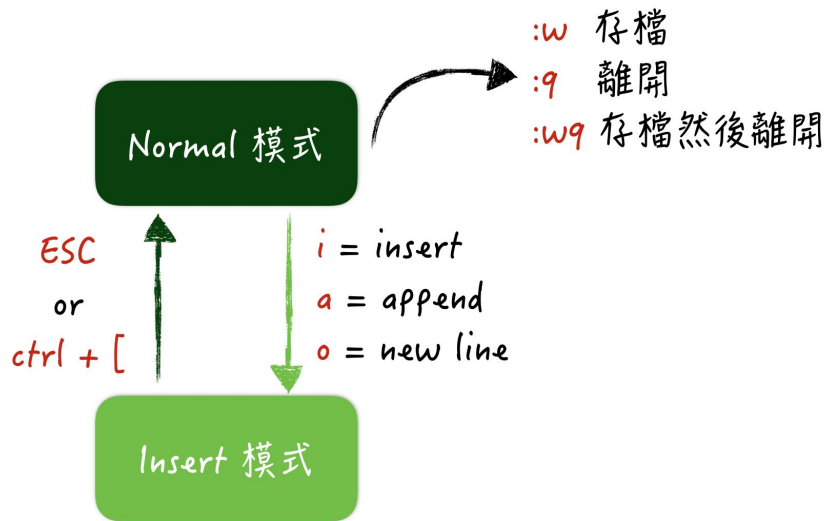 :w 存檔
:q 離開
:wq 存檔然後離開
Normal 模式
ESC
or
ctrl + [
i = insert
a = append
o = new line
Insert 模式